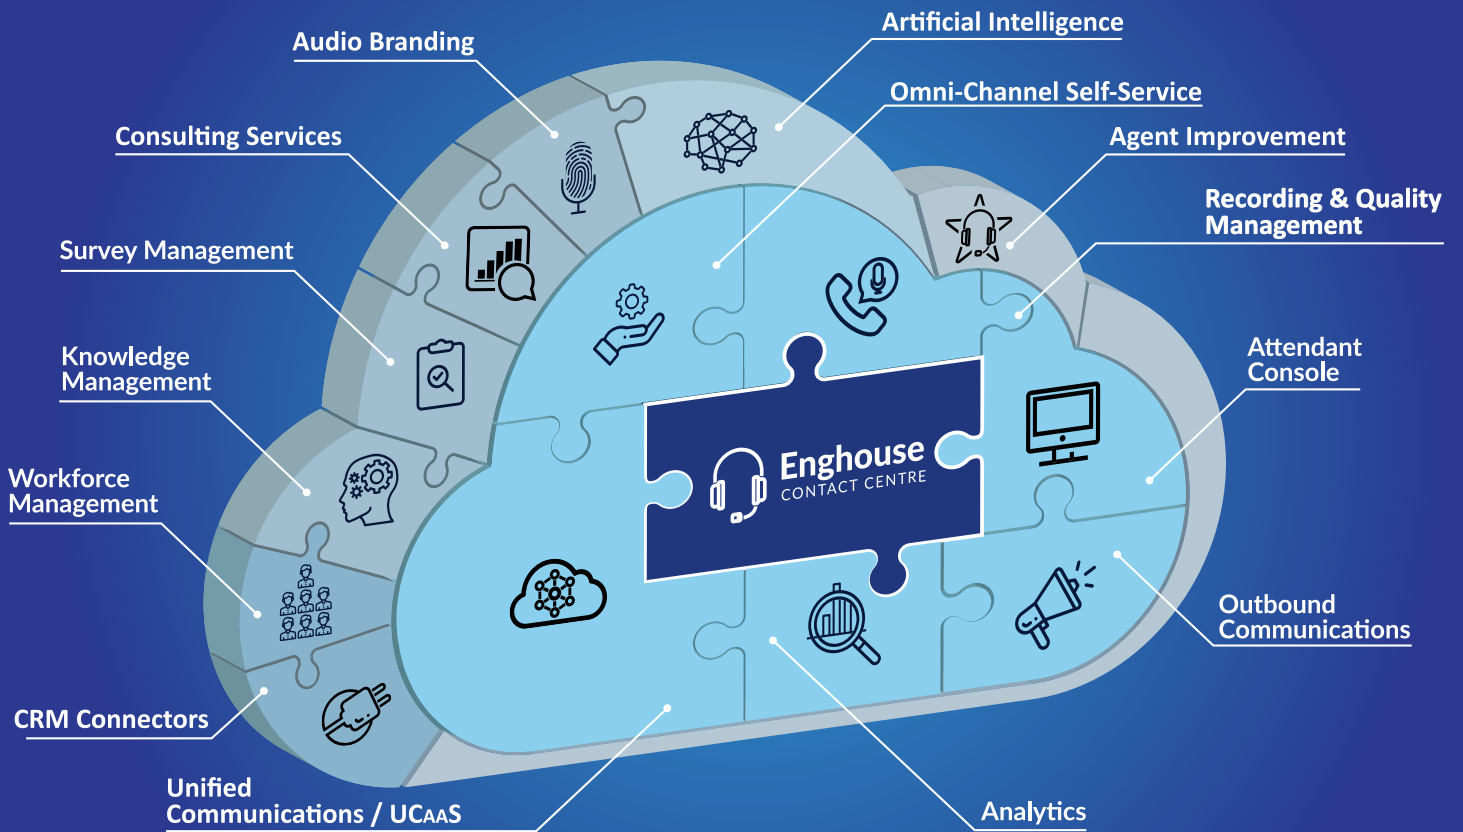 Artificial Intelligence
Audio Branding
Omni-Channel Self-Service
Consulting Services
Agent Improvement
Recording & Quality
Management
Survey Management
Knowledge
Management
Attendant
Console
Enghouse
CONTACT CENTRE
Workforce
Management
Outbound
Communications
CRM Connectors
Unified
Communications / UCAAS
Analytics